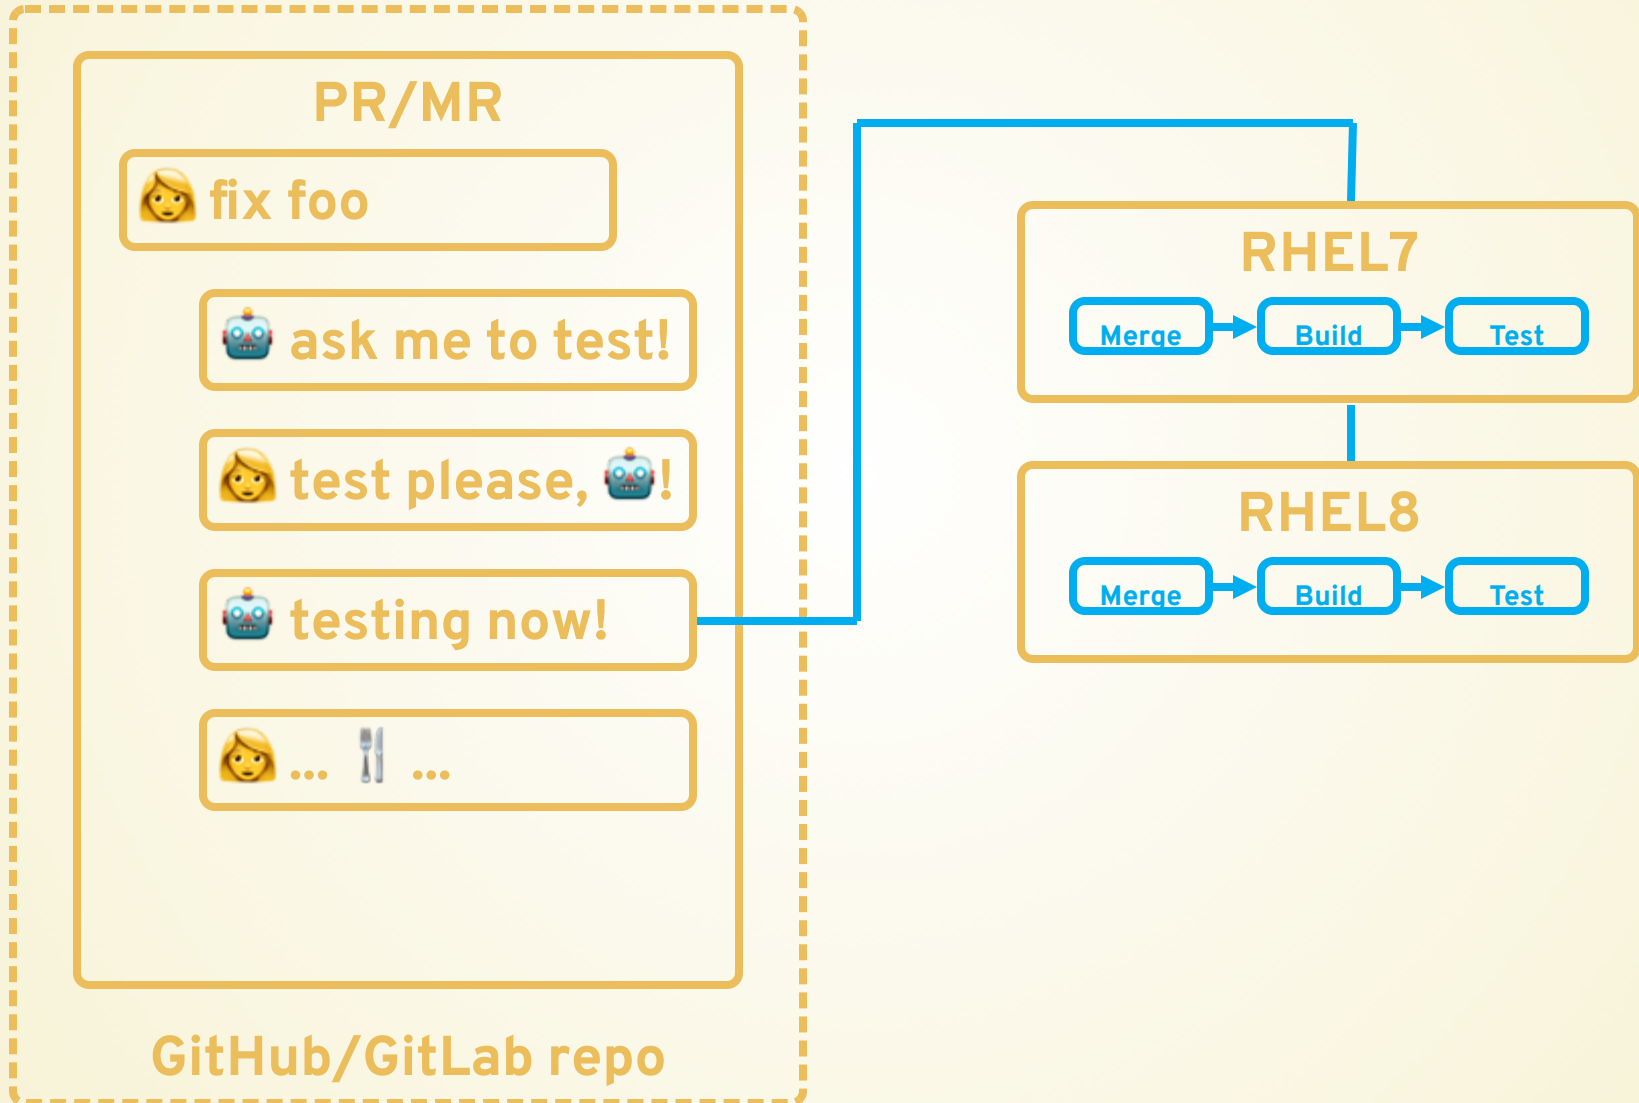 PR/MR
👩 fix foo
🤖 ask me to test!
👩 test please, 🤖!
🤖 testing now!
👩 ... 🍴 ...
GitHub/GitLab repo
RHEL7
Merge Build Test
RHEL8
Merge Build Test